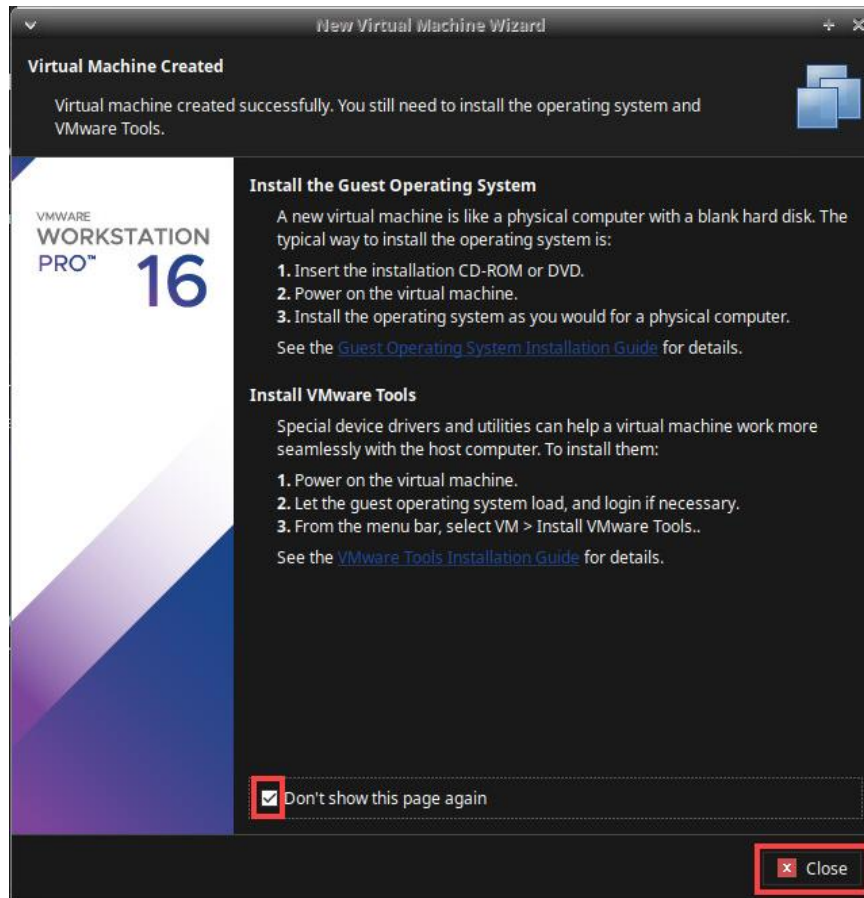 New Virtual Machine Wizard
Virtual Machine Created
Virtual machine created successfully. You still need to install the operating system and
VMware Tools.
VMWARE
WORKSTATION
PRO™ 16
Install the Guest Operating System
A new virtual machine is like a physical computer with a blank hard disk. The
typical way to install the operating system is:
1. Insert the installation CD-ROM or DVD.
2. Power on the virtual machine.
3. Install the operating system as you would for a physical computer.
See the Guest Operating System Installation Guide for details.
Install VMware Tools
Special device drivers and utilities can help a virtual machine work more
seamlessly with the host computer. To install them:
1. Power on the virtual machine.
2. Let the guest operating system load, and login if necessary.
3. From the menu bar, select VM > Install VMware Tools..
See the VMware Tools Installation Guide for details.
Don't show this page again
Close